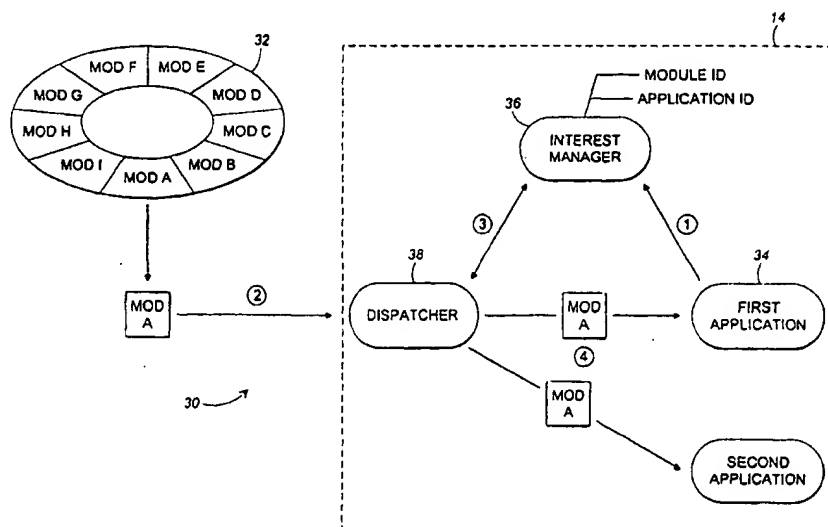 14
32
MOD F
MOD E
MOD G
MOD D
MOD H
MOD C
MOD I
MOD B
MOD A
MODULE ID
APPLICATION ID
36
INTEREST
MANAGER
3
1
38
34
MOD
A
2
DISPATCHER
MOD
A
FIRST
APPLICATION
4
30
MOD
A
SECOND
APPLICATION